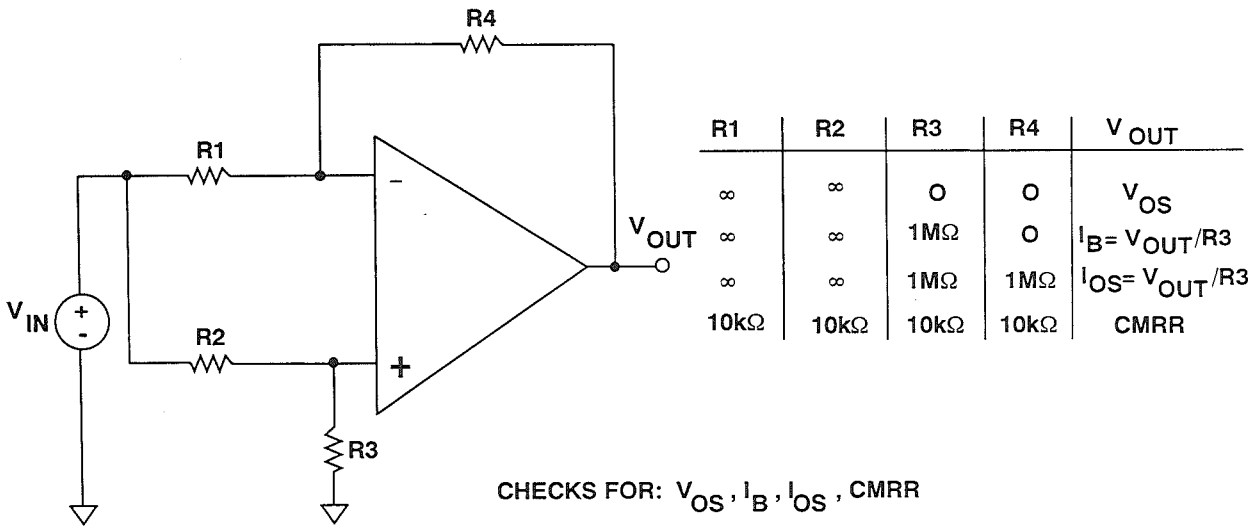 R4
R1
R2
R3
V_IN
+
-
-
+
V_OUT
R1 R2 R3 R4 V_OUT
∞ ∞ O O V_OS
∞ ∞ 1MΩ O I_B= V_OUT/R3
∞ ∞ 1MΩ 1MΩ I_OS= V_OUT/R3
10kΩ 10kΩ 10kΩ 10kΩ CMRR
CHECKS FOR: V_OS, I_B, I_OS, CMRR